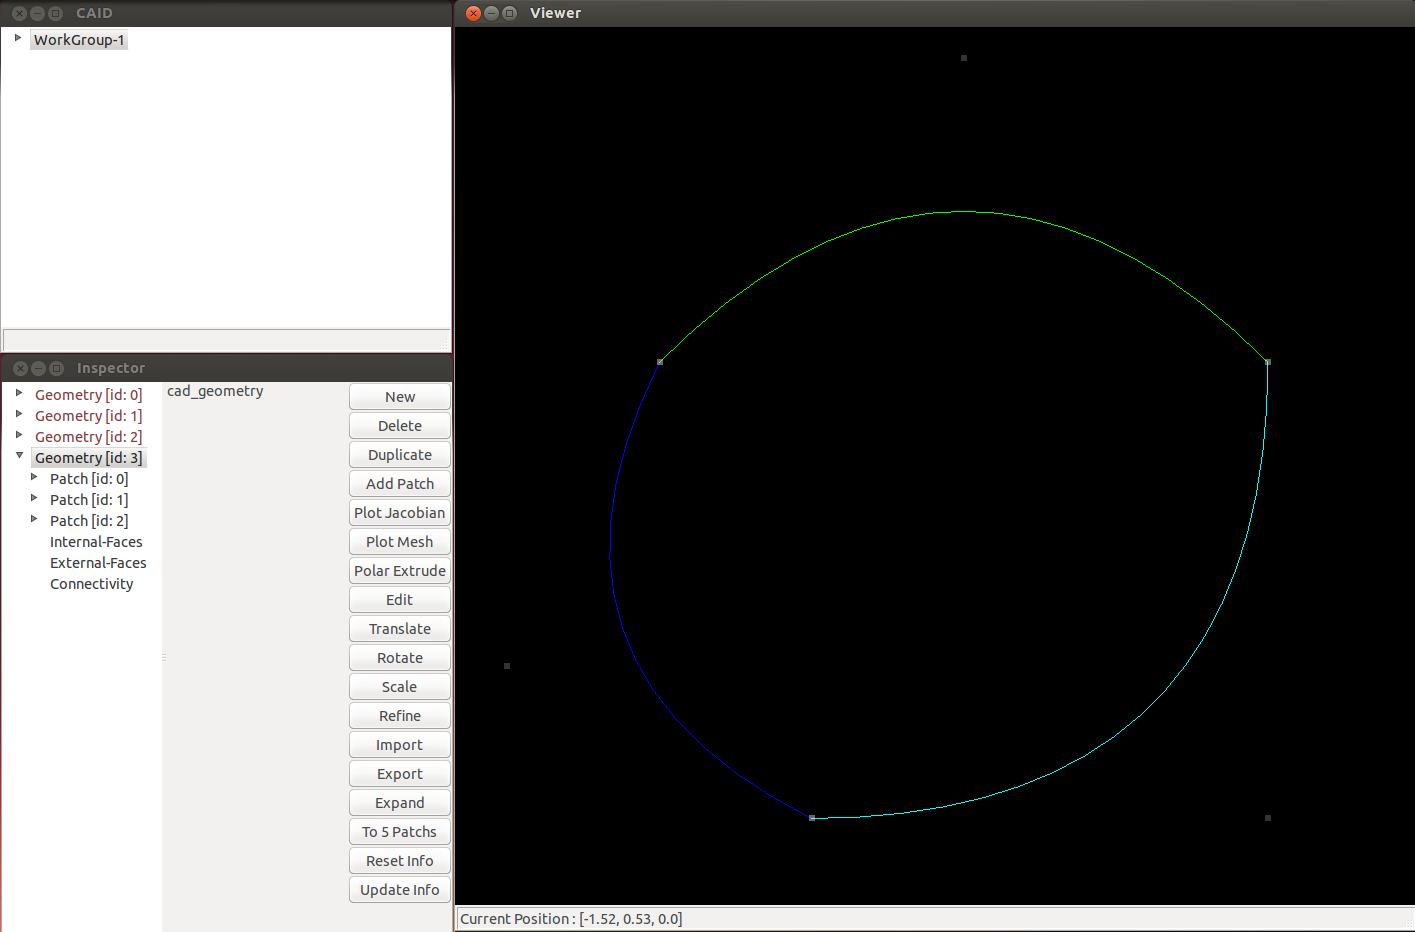 CAID
WorkGroup-1
Inspector
Geometry [id: 0]
Geometry [id: 1]
Geometry [id: 2]
Geometry [id: 3]
Patch [id: 0]
Patch [id: 1]
Patch [id: 2]
Internal-Faces
External-Faces
Connectivity
cad_geometry
New
Delete
Duplicate
Add Patch
Plot Jacobian
Plot Mesh
Polar Extrude
Edit
Translate
Rotate
Scale
Refine
Import
Export
Expand
To 5 Patchs
Reset Info
Update Info
Viewer
Current Position : [-1.52, 0.53, 0.0]